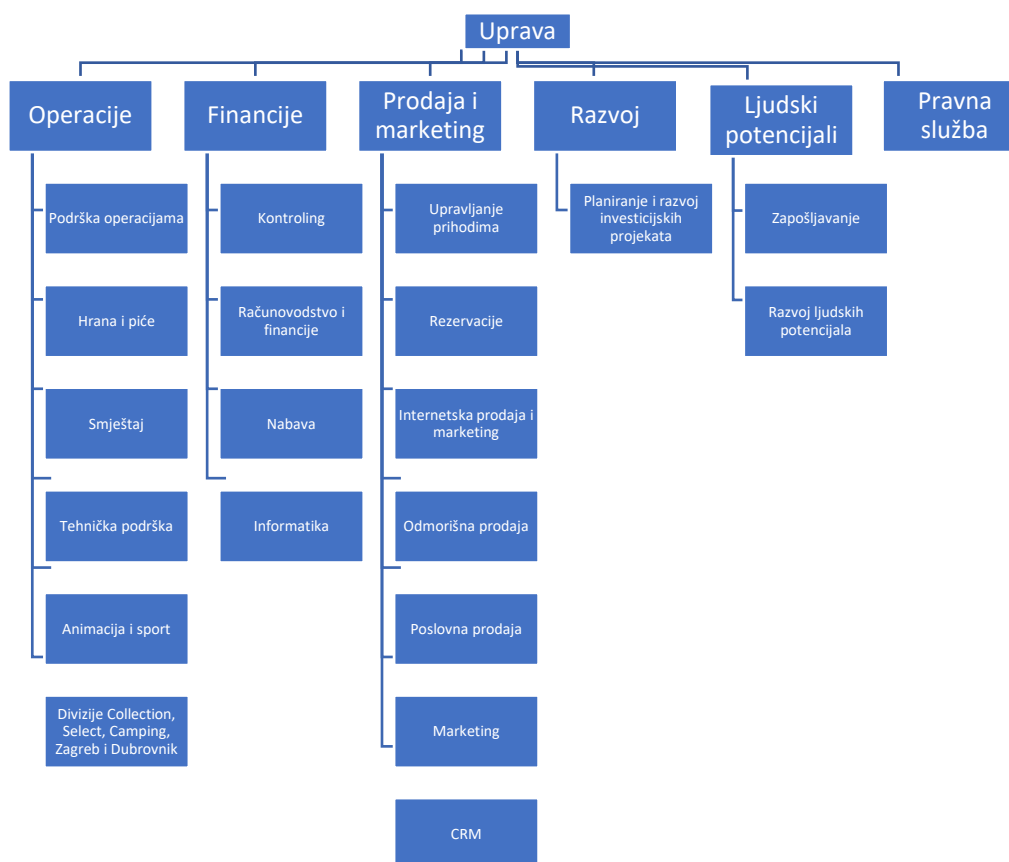 Uprava
Operacije
Financije
Prodaja i
marketing
Razvoj
Ljudski
potencijali
Pravna
služba
Podrška operacijama
Hrana i piće
Smještaj
Tehnička podrška
Animacija i sport
Divizije Collection,
Select, Camping,
Zagreb i Dubrovnik
Kontroling
Računovodstvo i
financije
Nabava
Informatika
Upravljanje
prihodima
Rezervacije
Internetska prodaja i
marketing
Odmorišna prodaja
Poslovna prodaja
Marketing
CRM
Planiranje i razvoj
investicijskih
projekata
Zapošljavanje
Razvoj ljudskih
potencijala